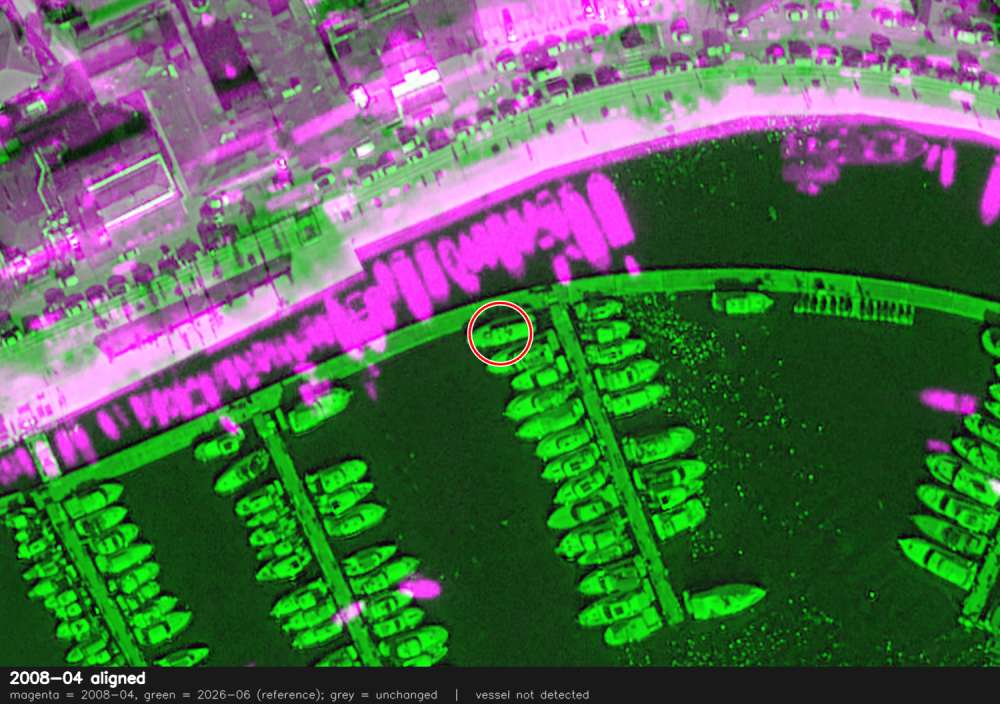 2008-04 aligned
magenta = 2008-04, green = 2026-06 (reference); grey = unchanged | vessel not detected